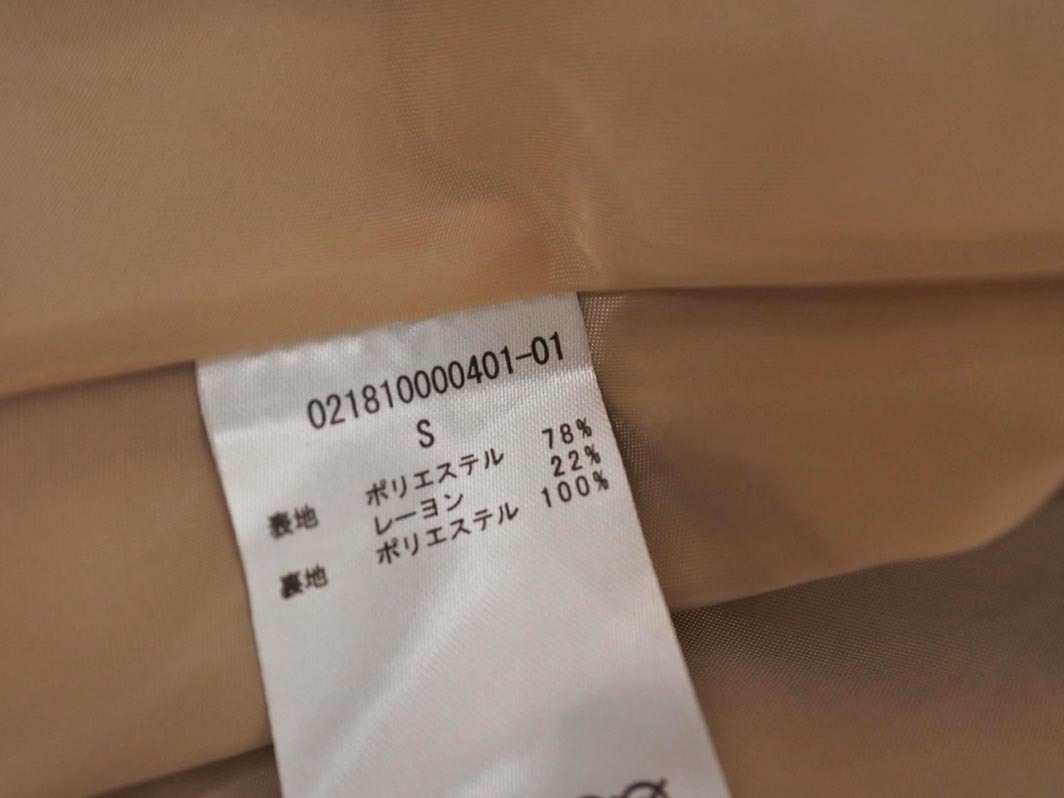 021810000401-01
S
表地 ポリエステル 78%
レーヨン 22%
裏地 ポリエステル 100%